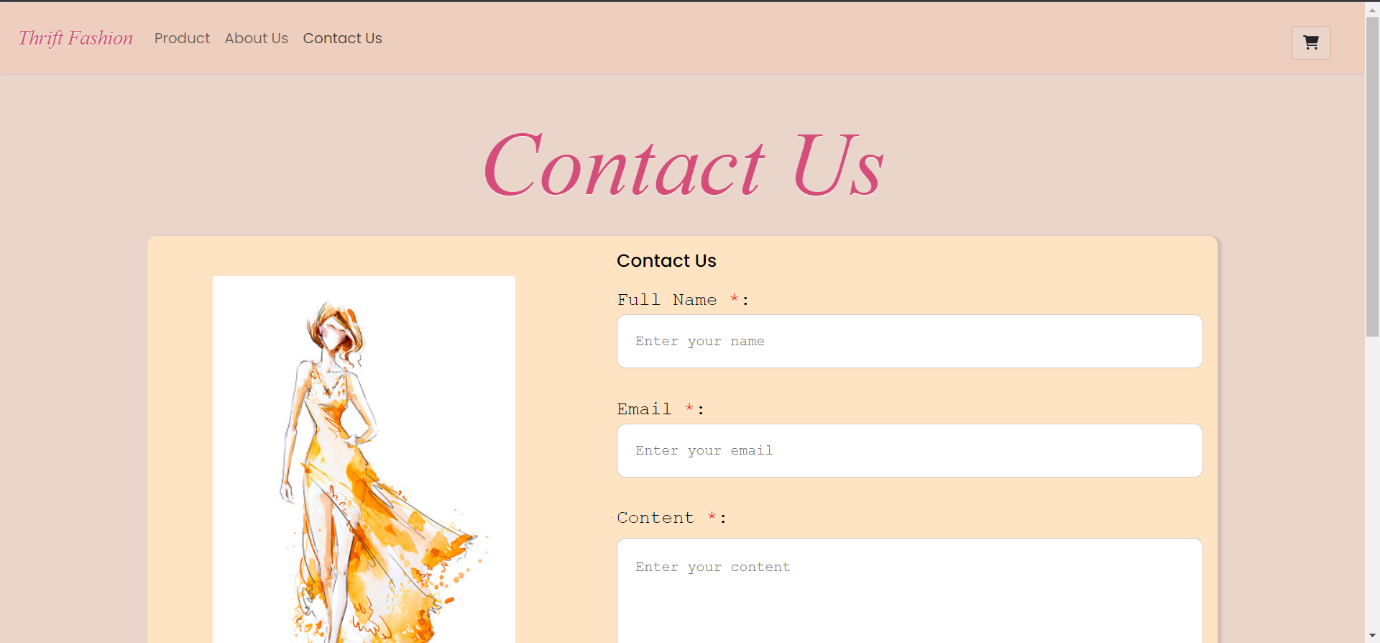 Thrift Fashion Product About Us Contact Us
Contact Us
Contact Us
Full Name *:
Enter your name
Email *:
Enter your email
Content *:
Enter your content